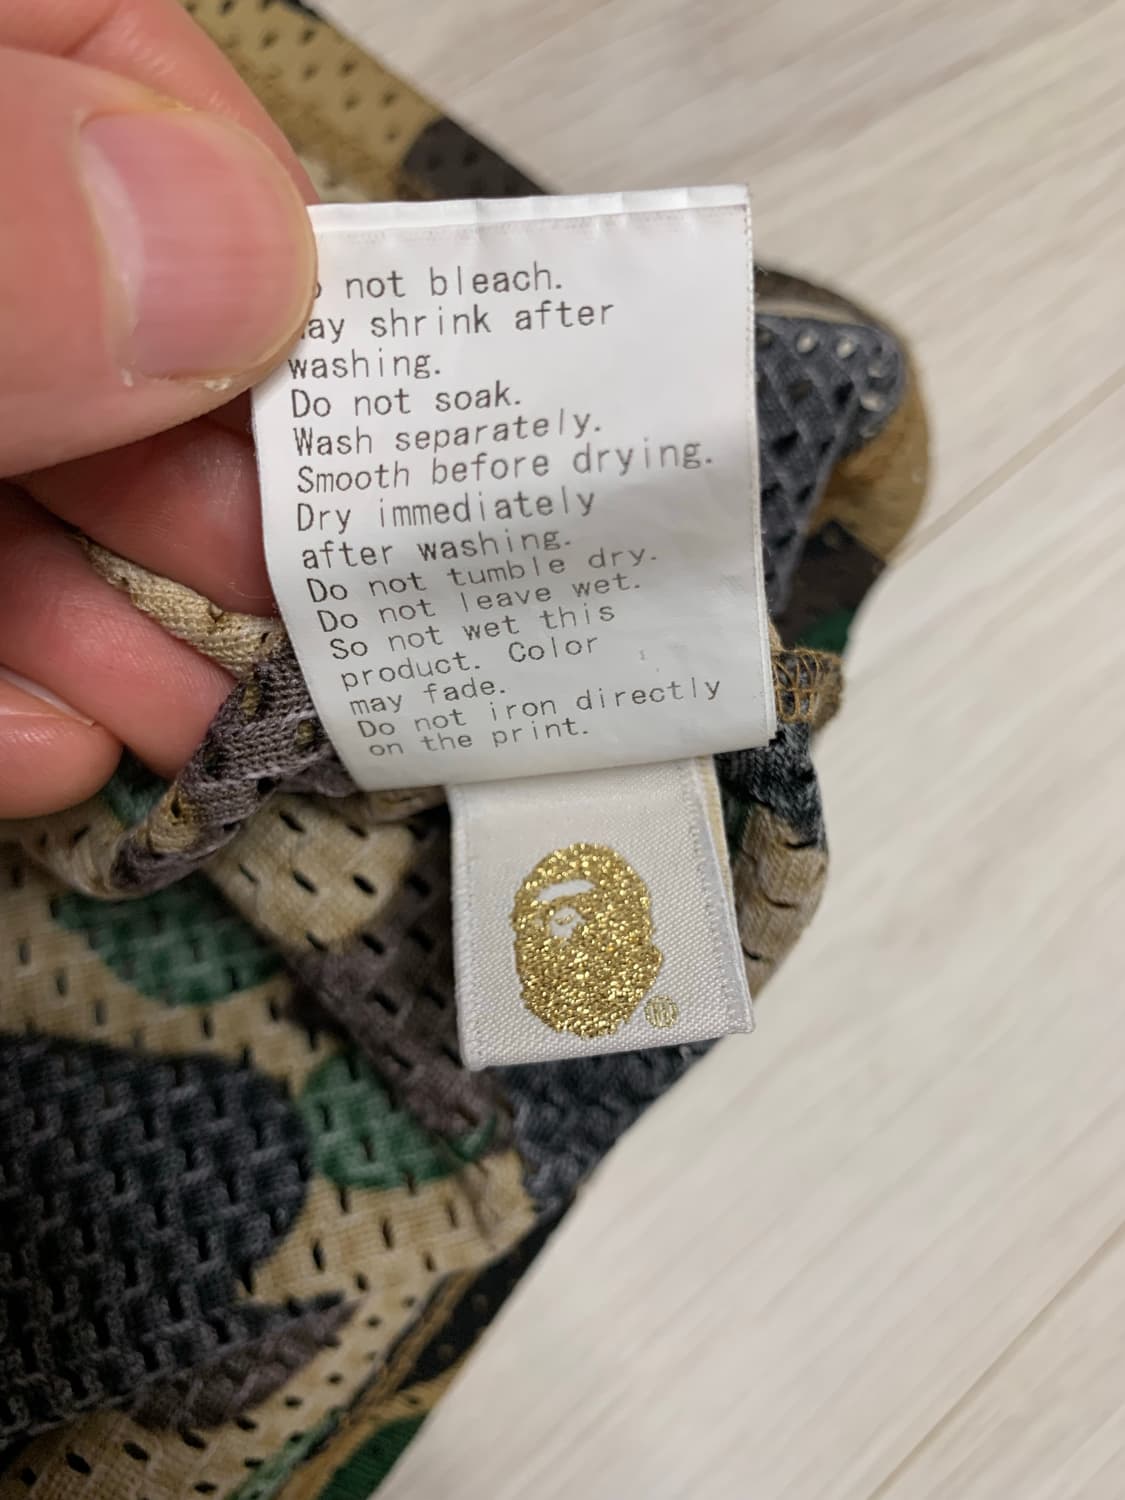 not bleach.
ay shrink after
washing.
Do not soak.
Wash separately.
Smooth before drying.
Dry immediately
after washing.
Do not tumble dry.
Do not leave wet.
So not wet this
product. Color
may fade.
Do not iron directly
on the print.